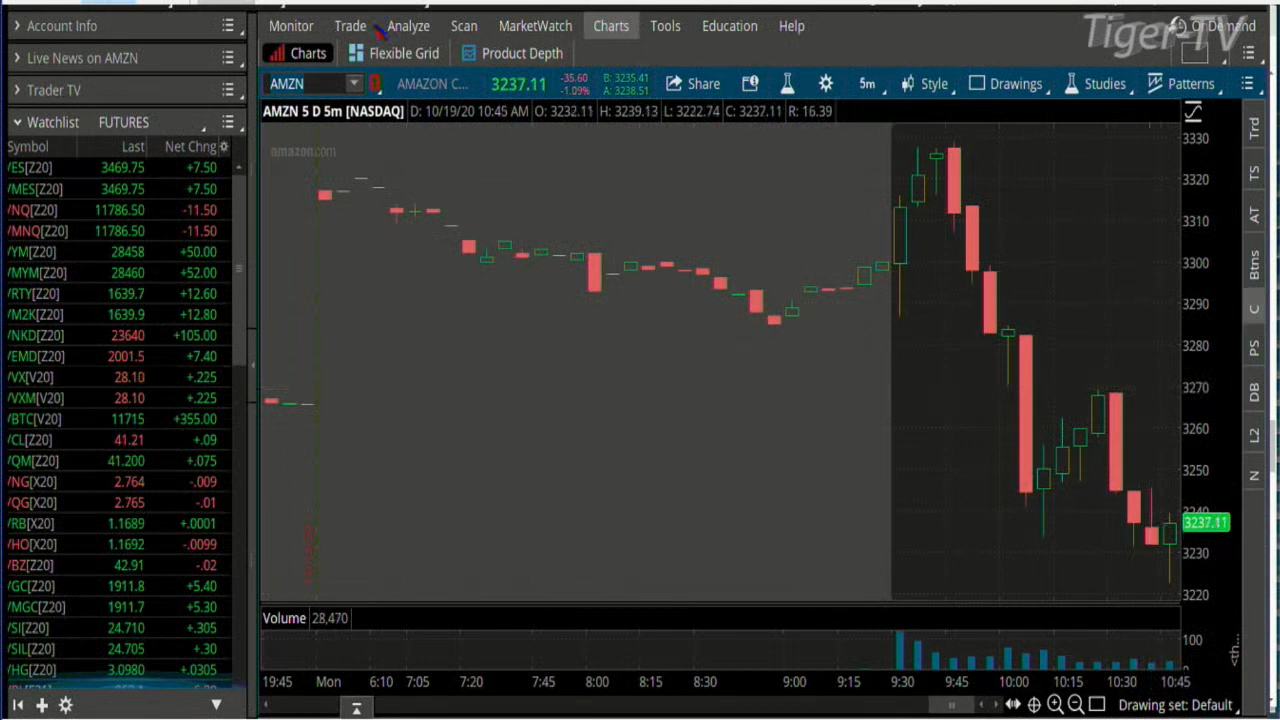 Account Info
Live News on AMZN
Trader TV
Watchlist FUTURES
Symbol Last Net Chng
/ES[Z20] 3469.75 +7.50
/MES[Z20] 3469.75 +7.50
/NQ[Z20] 11786.50 -11.50
/MNQ[Z20] 11786.50 -11.50
/YM[Z20] 28458 +50.00
/MYM[Z20] 28460 +52.00
/RTY[Z20] 1639.7 +12.60
/M2K[Z20] 1639.9 +12.80
/NKD[Z20] 23640 +105.00
/EMD[Z20] 2001.5 +7.40
/VX[V20] 28.10 +.225
/VXM[V20] 28.10 +.225
/BTC[V20] 11715 +355.00
/CL[Z20] 41.21 +.09
/QM[Z20] 41.200 +.075
/NG[X20] 2.764 -.009
/QG[X20] 2.765 -.01
/RB[X20] 1.1689 +.0001
/HO[X20] 1.1692 -.0099
/BZ[Z20] 42.91 -.02
/GC[Z20] 1911.8 +5.40
/MGC[Z20] 1911.7 +5.30
/SI[Z20] 24.710 +.305
/SIL[Z20] 24.705 +.30
/HG[Z20] 3.0980 +.0305
Monitor Trade Analyze Scan MarketWatch Charts Tools Education Help
Tiger-TV
Charts Flexible Grid Product Depth
AMZN AMAZON C... 3237.11 -35.60 B: 3235.41 Share 5m Style Drawings Studies Patterns
-1.09% A: 3238.51
AMZN 5 D 5m [NASDAQ] D: 10/19/20 10:45 AM O: 3232.11 H: 3239.13 L: 3222.74 C: 3237.11 R: 16.39
amazon.com
3330
3320
3310
3300
3290
3280
3270
3260
3250
3240
3237.11
3230
3220
Trd
TS
AT
Btns
C
PS
DB
L2
N
Volume 28,470
100
0
<th...
19:45 Mon 6:10 7:05 7:20 7:45 8:00 8:15 8:30 9:00 9:15 9:30 9:45 10:00 10:15 10:30 10:45
Drawing set: Default